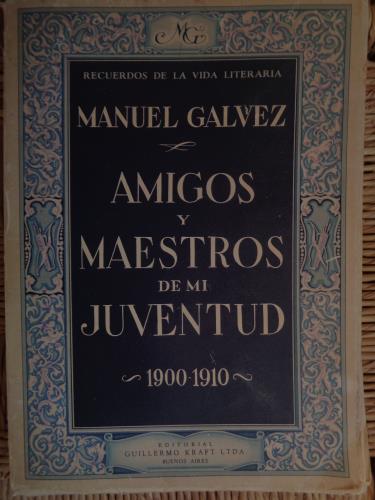 MG
RECUERDOS DE LA VIDA LITERARIA
MANUEL GALVEZ
AMIGOS
Y
MAESTROS
DE MI
JUVENTUD
1900-1910
EDITORIAL
GUILLERMO KRAFT LTDA
BUENOS AIRES